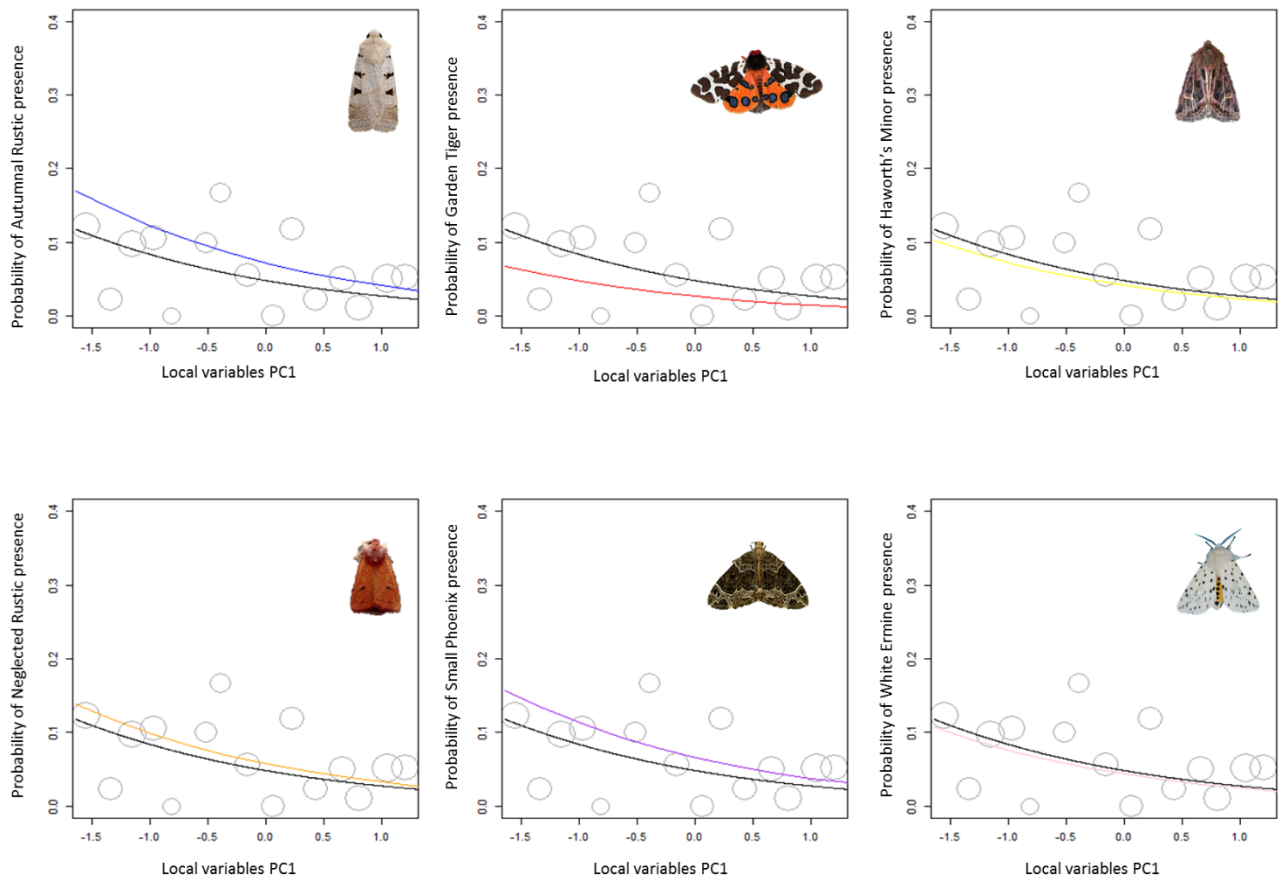 Probability of Autumnal Rustic presence
0.4
0.3
0.2
0.1
0.0
-1.5 -1.0 -0.5 0.0 0.5 1.0
Local variables PC1
Probability of Garden Tiger presence
0.4
0.3
0.2
0.1
0.0
-1.5 -1.0 -0.5 0.0 0.5 1.0
Local variables PC1
Probability of Haworth's Minor presence
0.4
0.3
0.2
0.1
0.0
-1.5 -1.0 -0.5 0.0 0.5 1.0
Local variables PC1
Probability of Neglected Rustic presence
0.4
0.3
0.2
0.1
0.0
-1.5 -1.0 -0.5 0.0 0.5 1.0
Local variables PC1
Probability of Small Phoenix presence
0.4
0.3
0.2
0.1
0.0
-1.5 -1.0 -0.5 0.0 0.5 1.0
Local variables PC1
Probability of White Ermine presence
0.4
0.3
0.2
0.1
0.0
-1.5 -1.0 -0.5 0.0 0.5 1.0
Local variables PC1